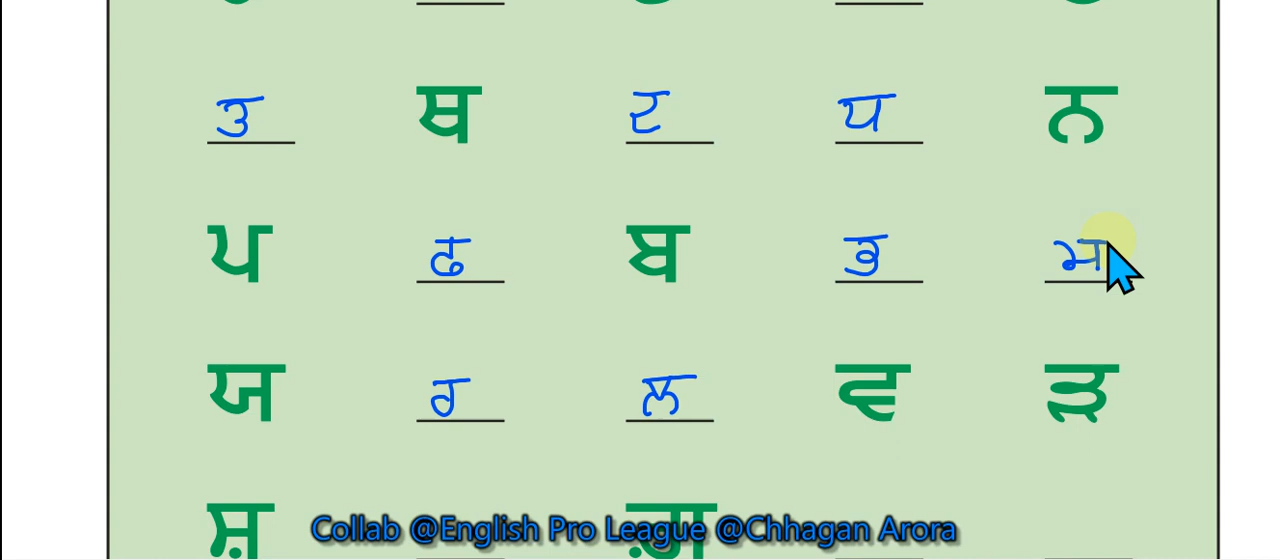 ਤ ਥ ਦ ਧ ਨ
ਪ ਫ ਬ ਭ ਮ
ਯ ਰ ਲ ਵ ੜ
ਸ਼
Collab @English Pro League @Chhagan Arora